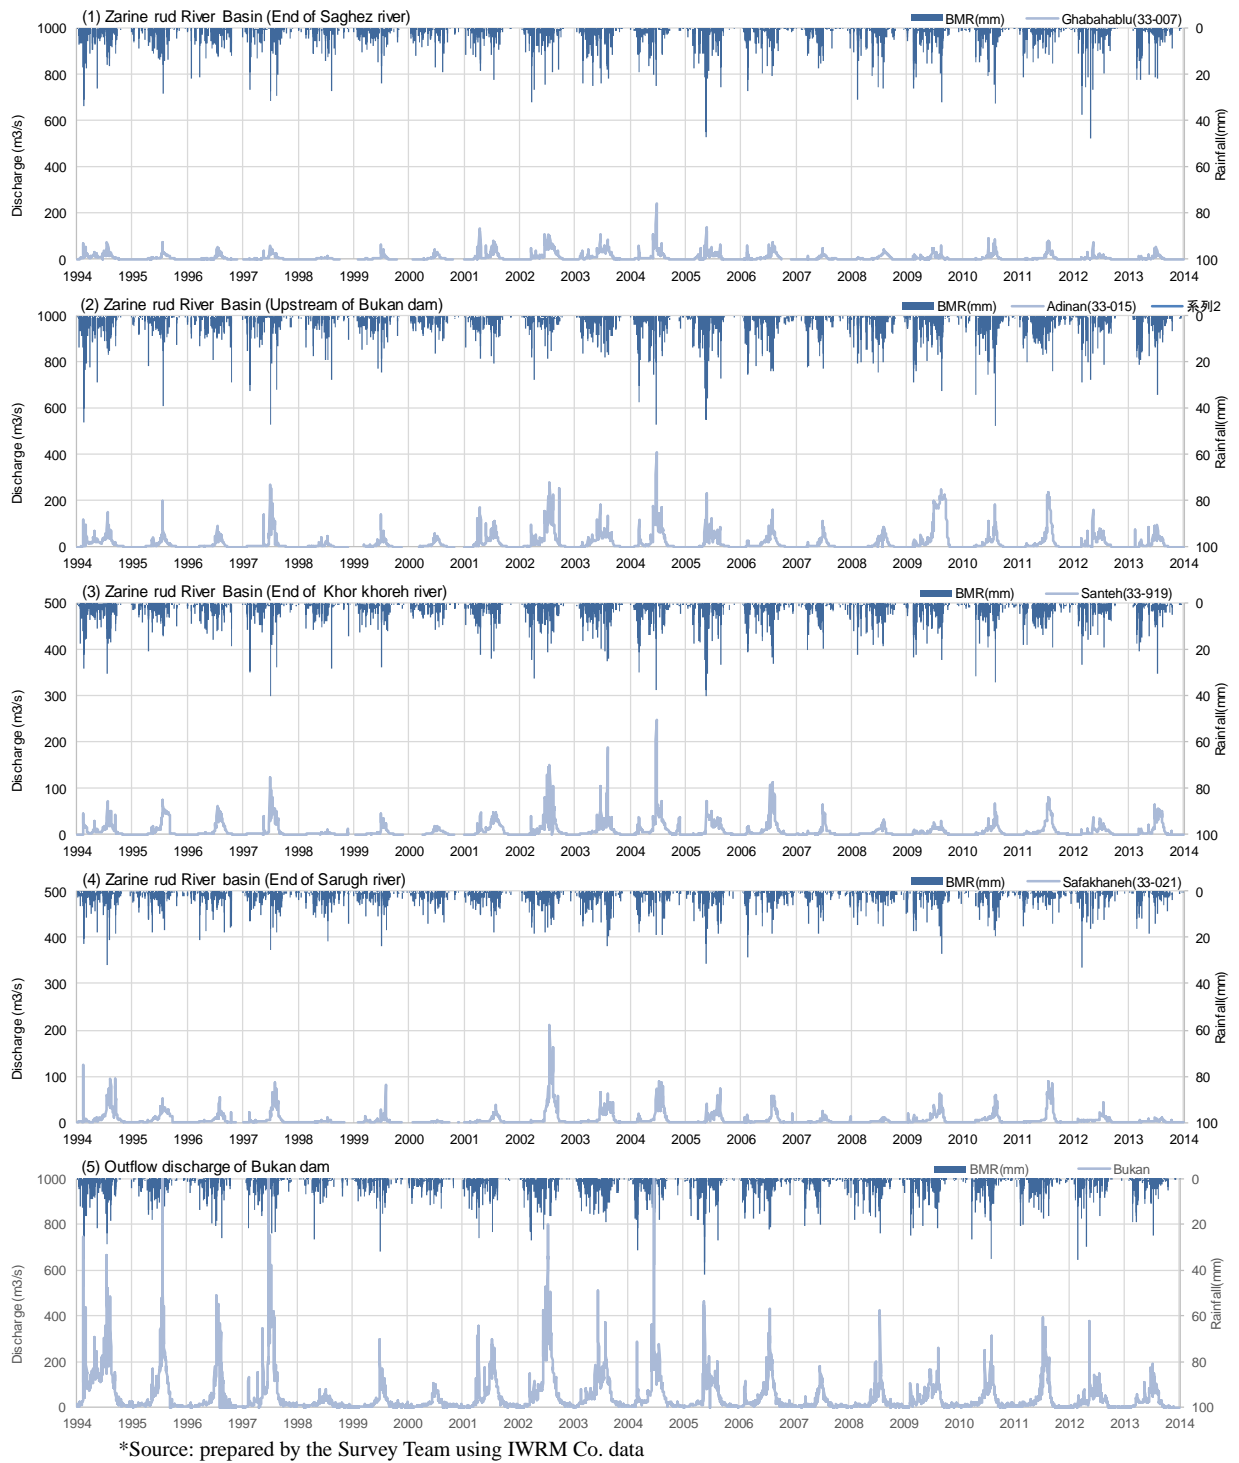 (1) Zarine rud River Basin (End of Saghez river)
BMR(mm) Ghabahablu(33-007)
1000 800 600 400 200 0
Discharge (m3/s)
0 20 40 60 80 100
Rainfall(mm)
1994 1995 1996 1997 1998 1999 2000 2001 2002 2003 2004 2005 2006 2007 2008 2009 2010 2011 2012 2013 2014
(2) Zarine rud River Basin (Upstream of Bukan dam)
BMR(mm) Adinan(33-015) 系列2
1000 800 600 400 200 0
Discharge (m3/s)
0 20 40 60 80 100
Rainfall(mm)
1994 1995 1996 1997 1998 1999 2000 2001 2002 2003 2004 2005 2006 2007 2008 2009 2010 2011 2012 2013 2014
(3) Zarine rud River Basin (End of Khor khoreh river)
BMR(mm) Santeh(33-919)
500 400 300 200 100 0
Discharge (m3/s)
0 20 40 60 80 100
Rainfall(mm)
1994 1995 1996 1997 1998 1999 2000 2001 2002 2003 2004 2005 2006 2007 2008 2009 2010 2011 2012 2013 2014
(4) Zarine rud River basin (End of Sarugh river)
BMR(mm) Safakhaneh(33-021)
500 400 300 200 100 0
Discharge (m3/s)
0 20 40 60 80 100
Rainfall(mm)
1994 1995 1996 1997 1998 1999 2000 2001 2002 2003 2004 2005 2006 2007 2008 2009 2010 2011 2012 2013 2014
(5) Outflow discharge of Bukan dam
BMR(mm) Bukan
1000 800 600 400 200 0
Discharge (m3/s)
0 20 40 60 80 100
Rainfall(mm)
1994 1995 1996 1997 1998 1999 2000 2001 2002 2003 2004 2005 2006 2007 2008 2009 2010 2011 2012 2013 2014
*Source: prepared by the Survey Team using IWRM Co. data